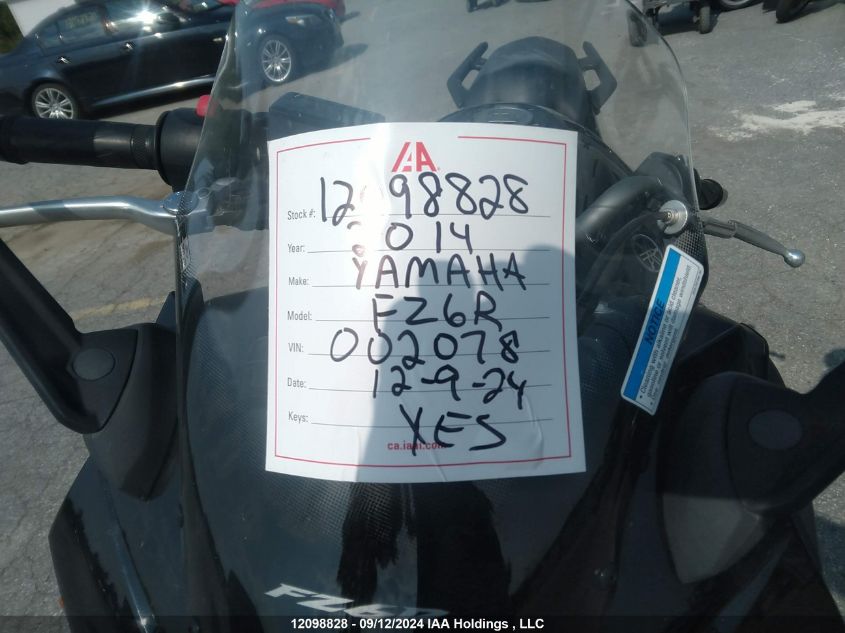 IAA
Stock #: 12098828
Year: 2014
Make: YAMAHA
Model: FZ6R
VIN: 002078
Date: 12-9-24
Keys: YES
ca.iaai.com
NOTICE
FZ6R
12098828 - 09/12/2024 IAA Holdings , LLC